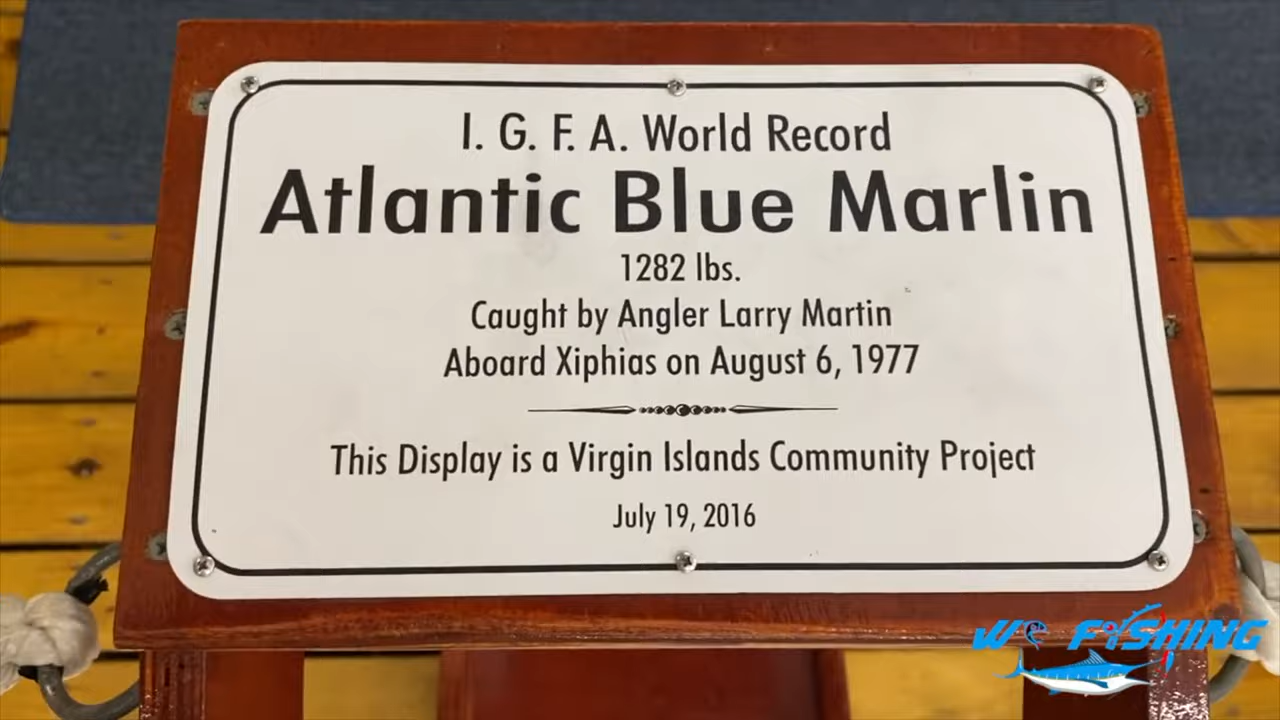 I. G. F. A. World Record
Atlantic Blue Marlin
1282 lbs.
Caught by Angler Larry Martin
Aboard Xiphias on August 6, 1977
This Display is a Virgin Islands Community Project
July 19, 2016
We FISHING